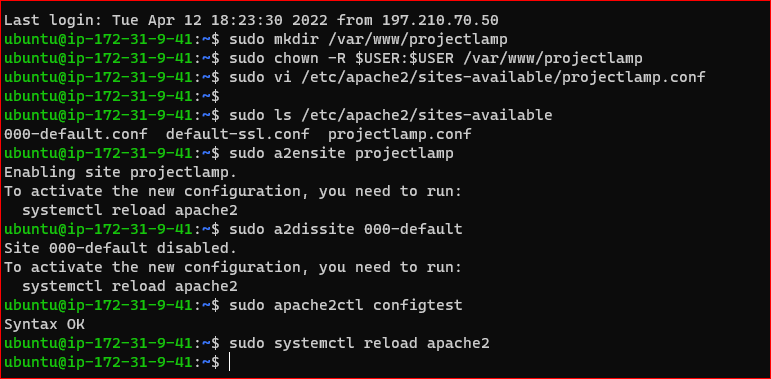 Last login: Tue Apr 12 18:23:30 2022 from 197.210.70.50
ubuntu@ip-172-31-9-41:~$ sudo mkdir /var/www/projectlamp
ubuntu@ip-172-31-9-41:~$ sudo chown -R $USER:$USER /var/www/projectlamp
ubuntu@ip-172-31-9-41:~$ sudo vi /etc/apache2/sites-available/projectlamp.conf
ubuntu@ip-172-31-9-41:~$
ubuntu@ip-172-31-9-41:~$ sudo ls /etc/apache2/sites-available
000-default.conf  default-ssl.conf  projectlamp.conf
ubuntu@ip-172-31-9-41:~$ sudo a2ensite projectlamp
Enabling site projectlamp.
To activate the new configuration, you need to run:
  systemctl reload apache2
ubuntu@ip-172-31-9-41:~$ sudo a2dissite 000-default
Site 000-default disabled.
To activate the new configuration, you need to run:
  systemctl reload apache2
ubuntu@ip-172-31-9-41:~$ sudo apache2ctl configtest
Syntax OK
ubuntu@ip-172-31-9-41:~$ sudo systemctl reload apache2
ubuntu@ip-172-31-9-41:~$